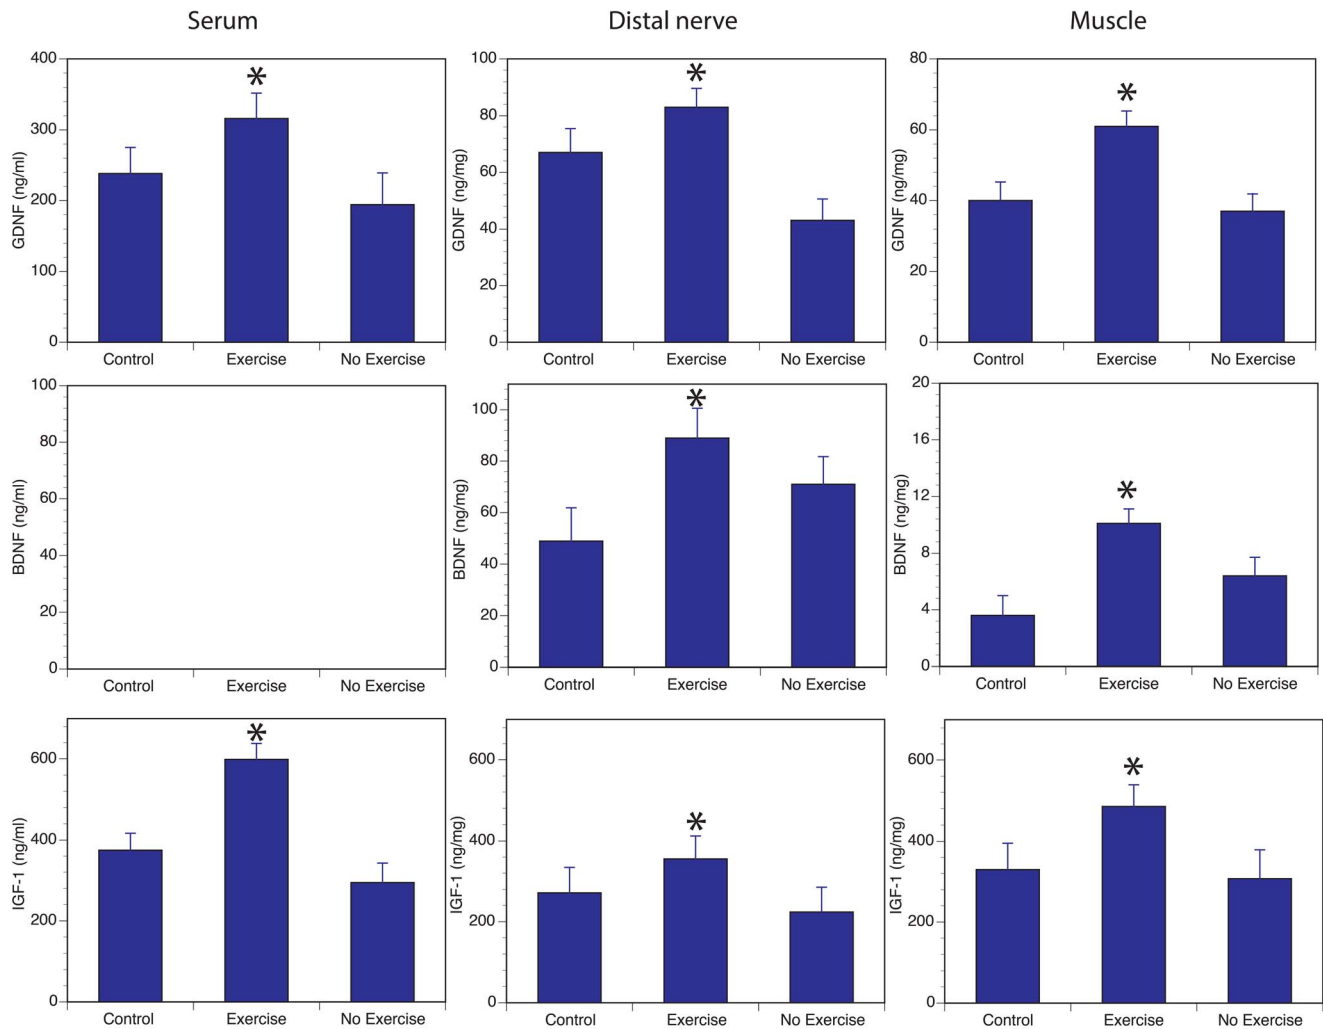 Serum Distal nerve Muscle
GDNF (ng/ml)
400
300
200
100
0
Control Exercise No Exercise
*
GDNF (ng/mg)
100
80
60
40
20
0
Control Exercise No Exercise
*
GDNF (ng/mg)
80
60
40
20
0
Control Exercise No Exercise
*
BDNF (ng/ml)
100
80
60
40
20
0
Control Exercise No Exercise
BDNF (ng/mg)
100
80
60
40
20
0
Control Exercise No Exercise
*
BDNF (ng/mg)
20
16
12
8
4
0
Control Exercise No Exercise
*
IGF-1 (ng/ml)
600
400
200
0
Control Exercise No Exercise
*
IGF-1 (ng/mg)
600
400
200
0
Control Exercise No Exercise
*
IGF-1 (ng/mg)
600
400
200
0
Control Exercise No Exercise
*